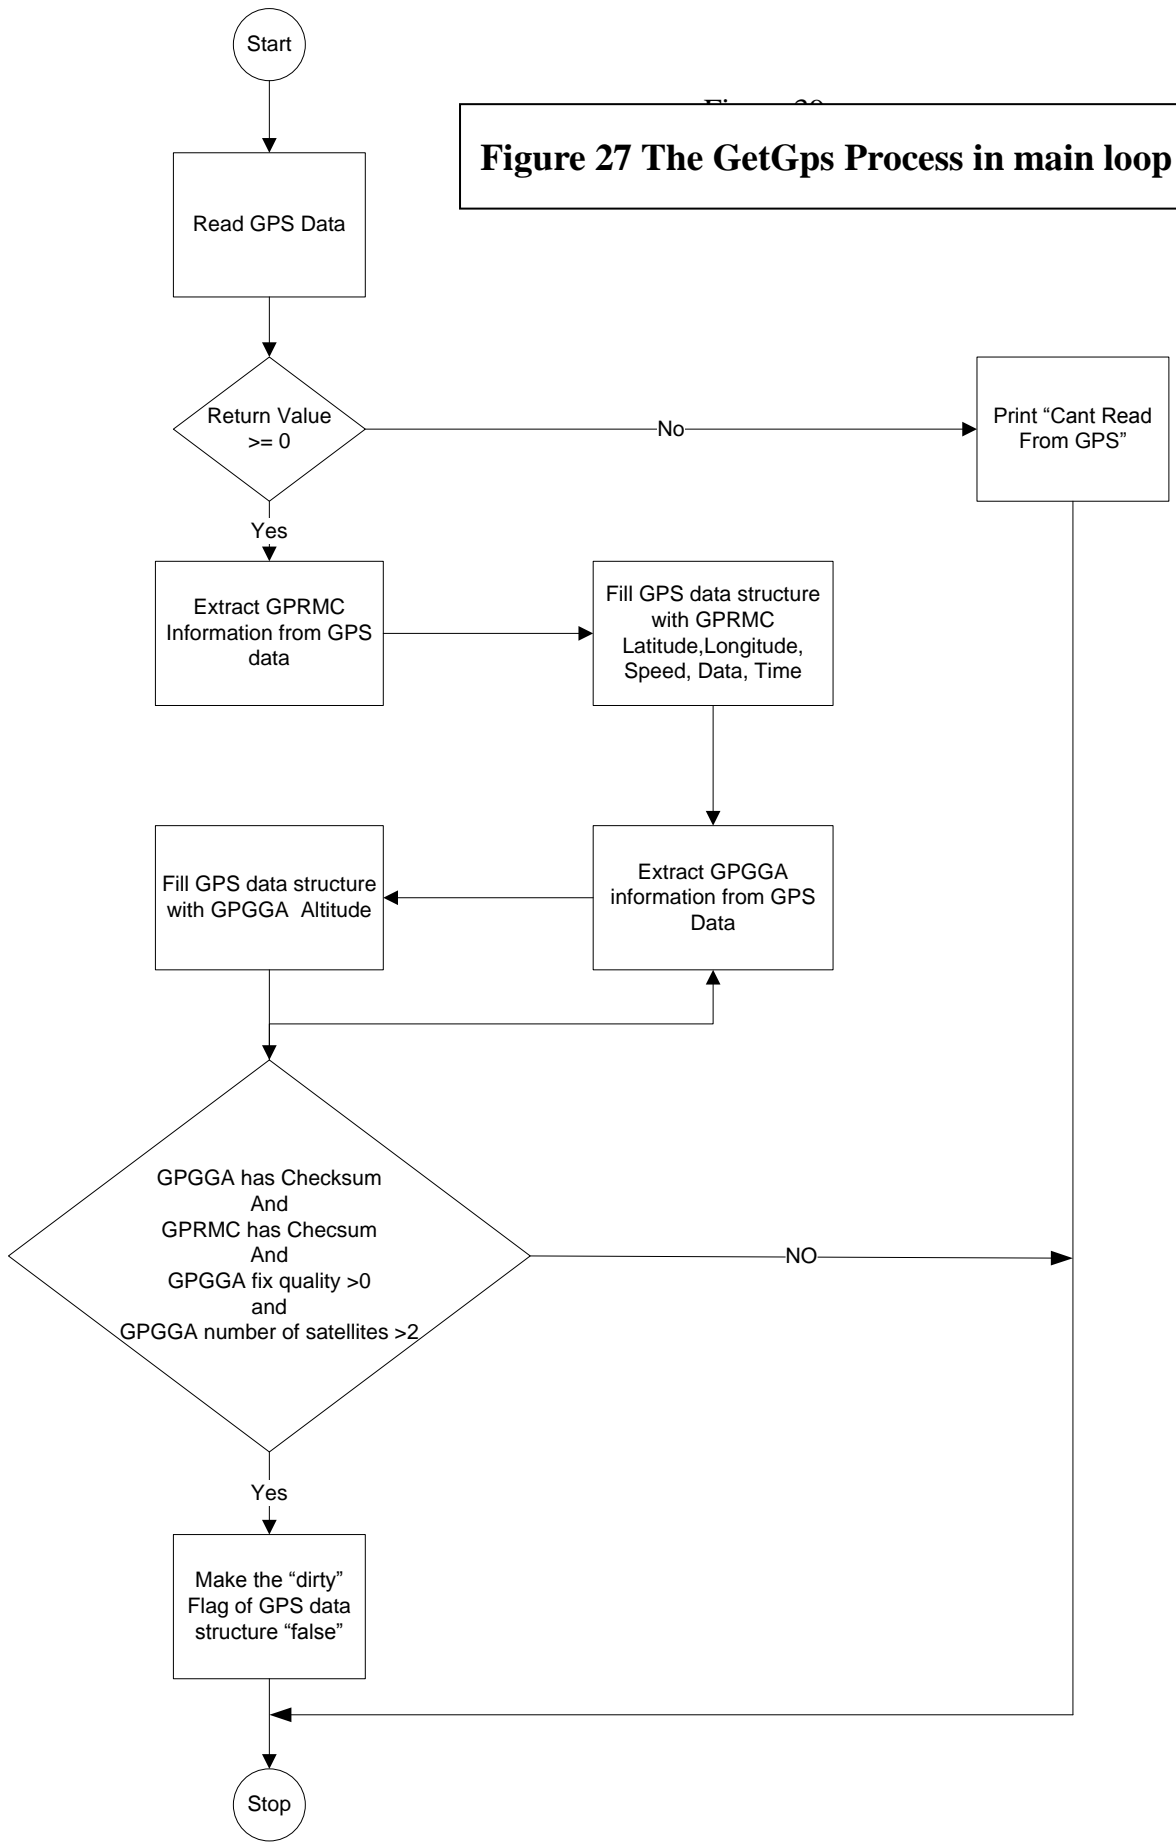 Start
Figure 27 The GetGps Process in main loop
Read GPS Data
Return Value
>= 0
No
Print “Cant Read
From GPS”
Yes
Extract GPRMC
Information from GPS
data
Fill GPS data structure
with GPRMC
Latitude,Longitude,
Speed, Data, Time
Fill GPS data structure
with GPGGA Altitude
Extract GPGGA
information from GPS
Data
GPGGA has Checksum
And
GPRMC has Checsum
And
GPGGA fix quality >0
and
GPGGA number of satellites >2
NO
Yes
Make the “dirty”
Flag of GPS data
structure “false”
Stop